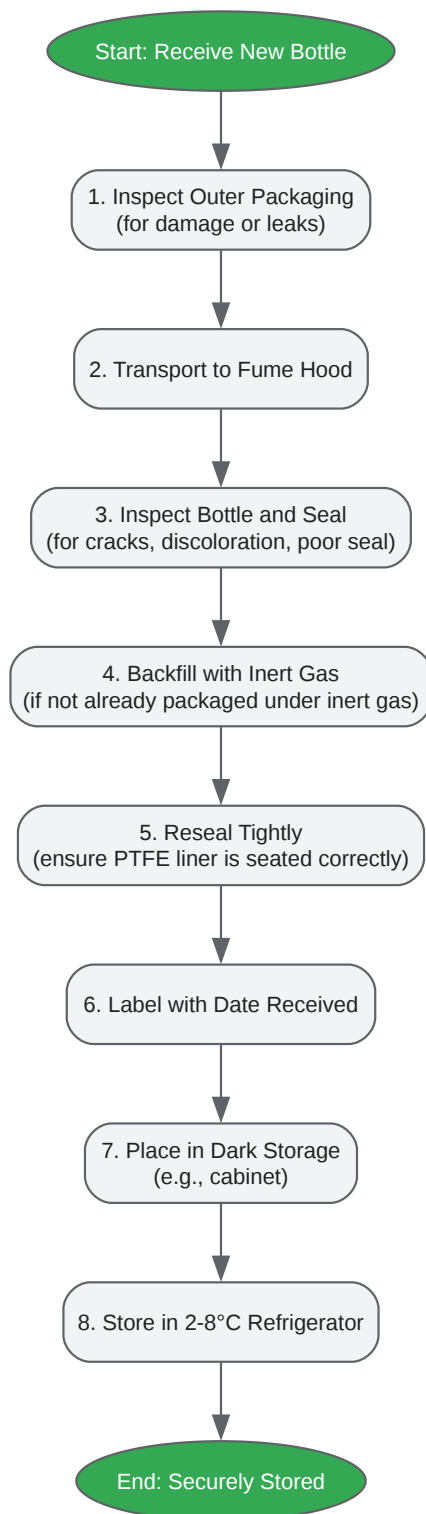 Start: Receive New Bottle
1. Inspect Outer Packaging
(for damage or leaks)
2. Transport to Fume Hood
3. Inspect Bottle and Seal
(for cracks, discoloration, poor seal)
4. Backfill with Inert Gas
(if not already packaged under inert gas)
5. Reseal Tightly
(ensure PTFE liner is seated correctly)
6. Label with Date Received
7. Place in Dark Storage
(e.g., cabinet)
8. Store in 2-8°C Refrigerator
End: Securely Stored